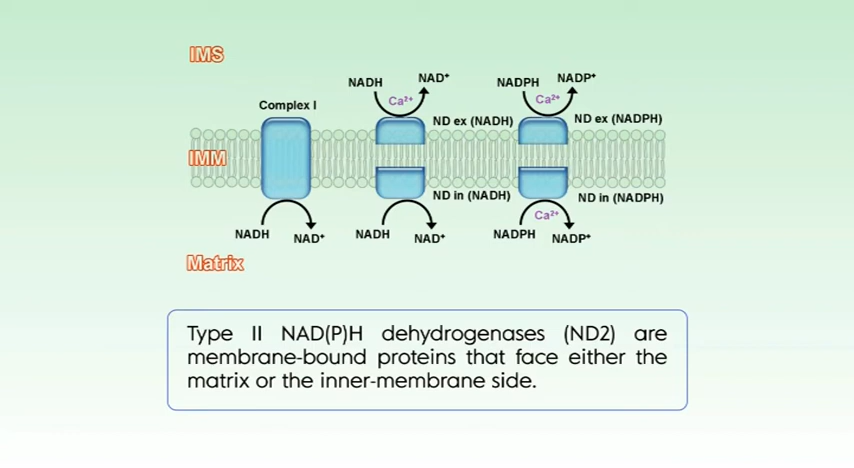 IMS
NADH
NAD⁺
NADPH
NADP⁺
Complex I
Ca²⁺
Ca²⁺
ND ex (NADH)
ND ex (NADPH)
IMM
ND in (NADH)
ND in (NADPH)
Ca²⁺
NADH
NAD⁺
NADH
NAD⁺
NADPH
NADP⁺
Matrix
Type II NAD(P)H dehydrogenases (ND2) are
membrane-bound proteins that face either the
matrix or the inner-membrane side.